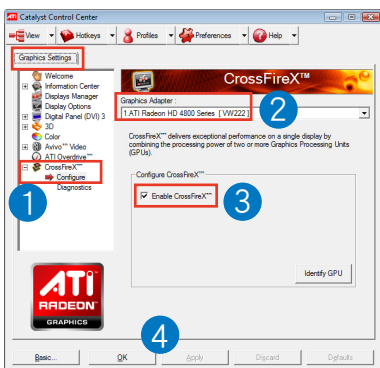 Catalyst Control Center
View Hotkeys Profiles Preferences Help
Graphics Settings
Welcome
Information Center
Displays Manager
Display Options
Digital Panel (DVI) 3
3D
Color
Avivo™ Video
ATI Overdrive™
CrossFireX™
Configure
Diagnostics
1
ATI
RADEON
GRAPHICS
CrossFireX™
Graphics Adapter :
1 ATI Radeon HD 4800 Series [ VW222 ]
2
CrossFireX™ delivers exceptional performance on a single display by
combining the processing power of two or more Graphics Processing Units
(GPUs).
Configure CrossFireX™
Enable CrossFireX™
3
Identify GPU
4
Basic... OK Apply Discard Defaults